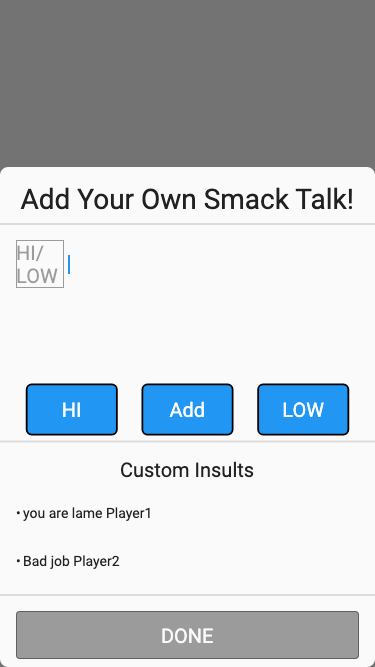 Add Your Own Smack Talk!
HI/
LOW
HI
Add
LOW
Custom Insults
• you are lame Player1
• Bad job Player2
DONE